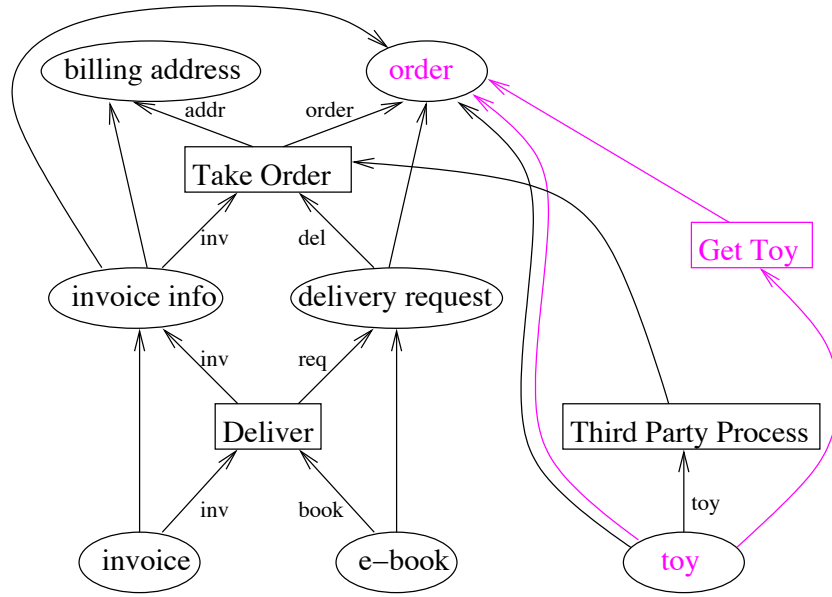 billing address
order
addr
order
Take Order
inv
del
Get Toy
invoice info
delivery request
inv
req
Deliver
Third Party Process
inv
book
toy
invoice
e−book
toy